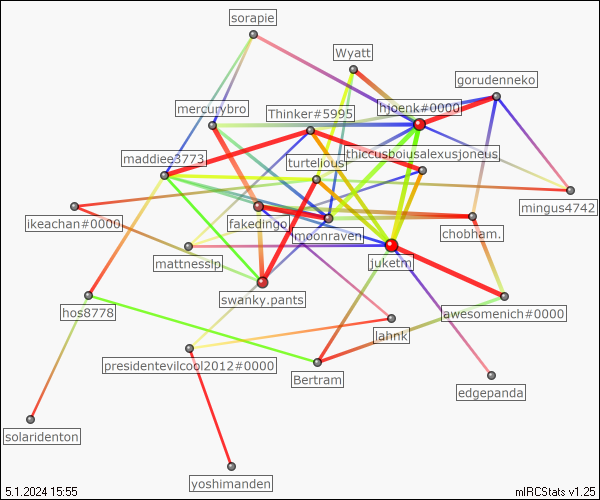 sorapie
Wyatt
gorudenneko
mercurybro
Thinker#5995
hjoenk#0000
thiccusboiusalexusjoneus
maddiee3773
turtelious
ikeachan#0000
fakedingo
moonraven
chobham.
mingus4742
mattnesslp
juketm
swanky.pants
hos8778
awesomenich#0000
lahnk
presidentevilcool2012#0000
Bertram
edgepanda
solaridenton
yoshimanden
5.1.2024 15:55
mIRCStats v1.25